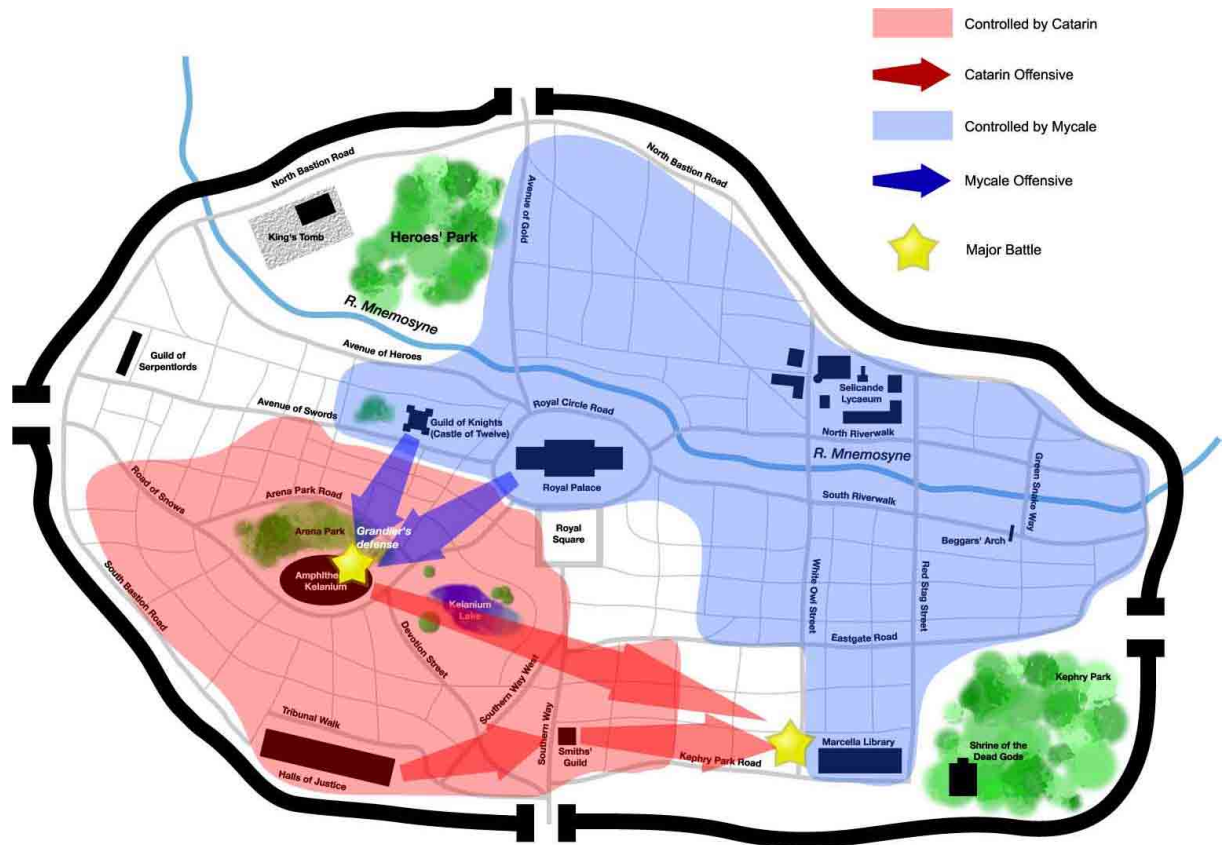 Controlled by Catarin
Catarin Offensive
Controlled by Mycale
Mycale Offensive
Major Battle
North Bastion Road
North Bastion Road
Avenue of Gold
King's Tomb
Heroes' Park
R. Mnemosyne
Avenue of Heroes
Guild of
Serpentlords
Avenue of Swords
Guild of Knights
(Castle of Twelve)
Royal Circle Road
Royal Palace
Selicande
Lycaeum
North Riverwalk
R. Mnemosyne
South Riverwalk
Green Snake Way
Beggars' Arch
Road of Snows
Arena Park Road
Arena Park
Grandier's
defense
Royal
Square
White Owl Street
Red Stag Street
Amphithe
Kelanium
Kelanium
Lake
South Bastion Road
Devotion Street
Southern Way West
Eastgate Road
Kephry Park
Tribunal Walk
Southern Way
Smiths'
Guild
Kephry Park Road
Marcella Library
Shrine of the
Dead Gods
Halls of Justice